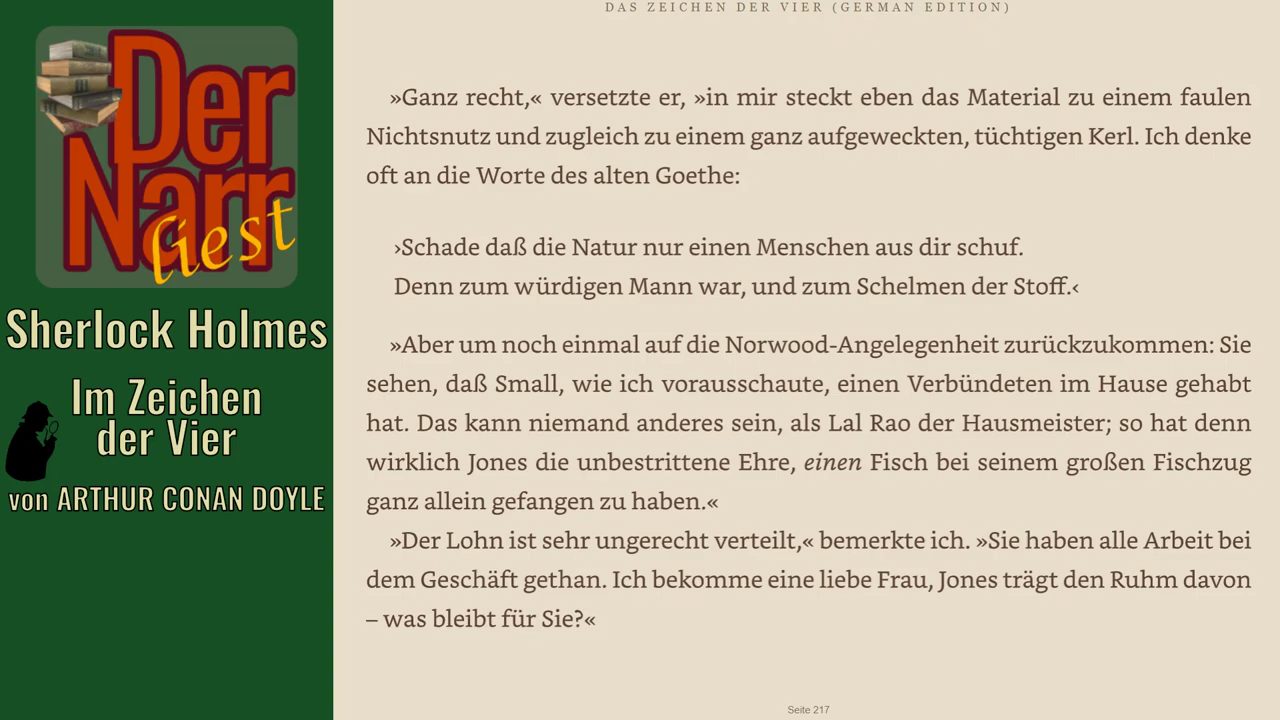 Der
Narr
liest
Sherlock Holmes
Im Zeichen
der Vier
von ARTHUR CONAN DOYLE
DAS ZEICHEN DER VIER (GERMAN EDITION)
»Ganz recht,« versetzte er, »in mir steckt eben das Material zu einem faulen
Nichtsnutz und zugleich zu einem ganz aufgeweckten, tüchtigen Kerl. Ich denke
oft an die Worte des alten Goethe:
›Schade daß die Natur nur einen Menschen aus dir schuf.
Denn zum würdigen Mann war, und zum Schelmen der Stoff.‹
»Aber um noch einmal auf die Norwood-Angelegenheit zurückzukommen: Sie
sehen, daß Small, wie ich vorausschaute, einen Verbündeten im Hause gehabt
hat. Das kann niemand anderes sein, als Lal Rao der Hausmeister; so hat denn
wirklich Jones die unbestrittene Ehre, einen Fisch bei seinem großen Fischzug
ganz allein gefangen zu haben.«
»Der Lohn ist sehr ungerecht verteilt,« bemerkte ich. »Sie haben alle Arbeit bei
dem Geschäft gethan. Ich bekomme eine liebe Frau, Jones trägt den Ruhm davon
– was bleibt für Sie?«
Seite 217